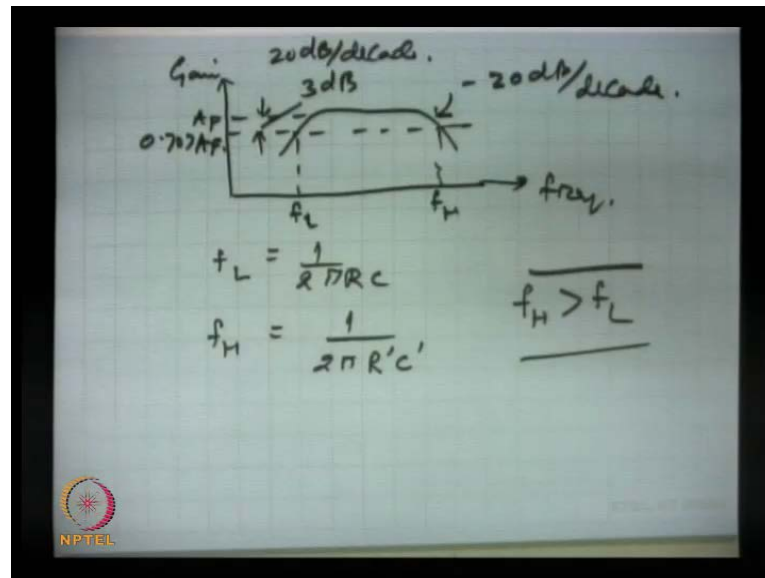 20dB/decade.
Gain
3dB
- 20dB/decade.
Ap
0.707Ap.
fL
fH
freq.
fL = 1/2πRC
fH > fL
fH = 1/2πR'C'
NPTEL